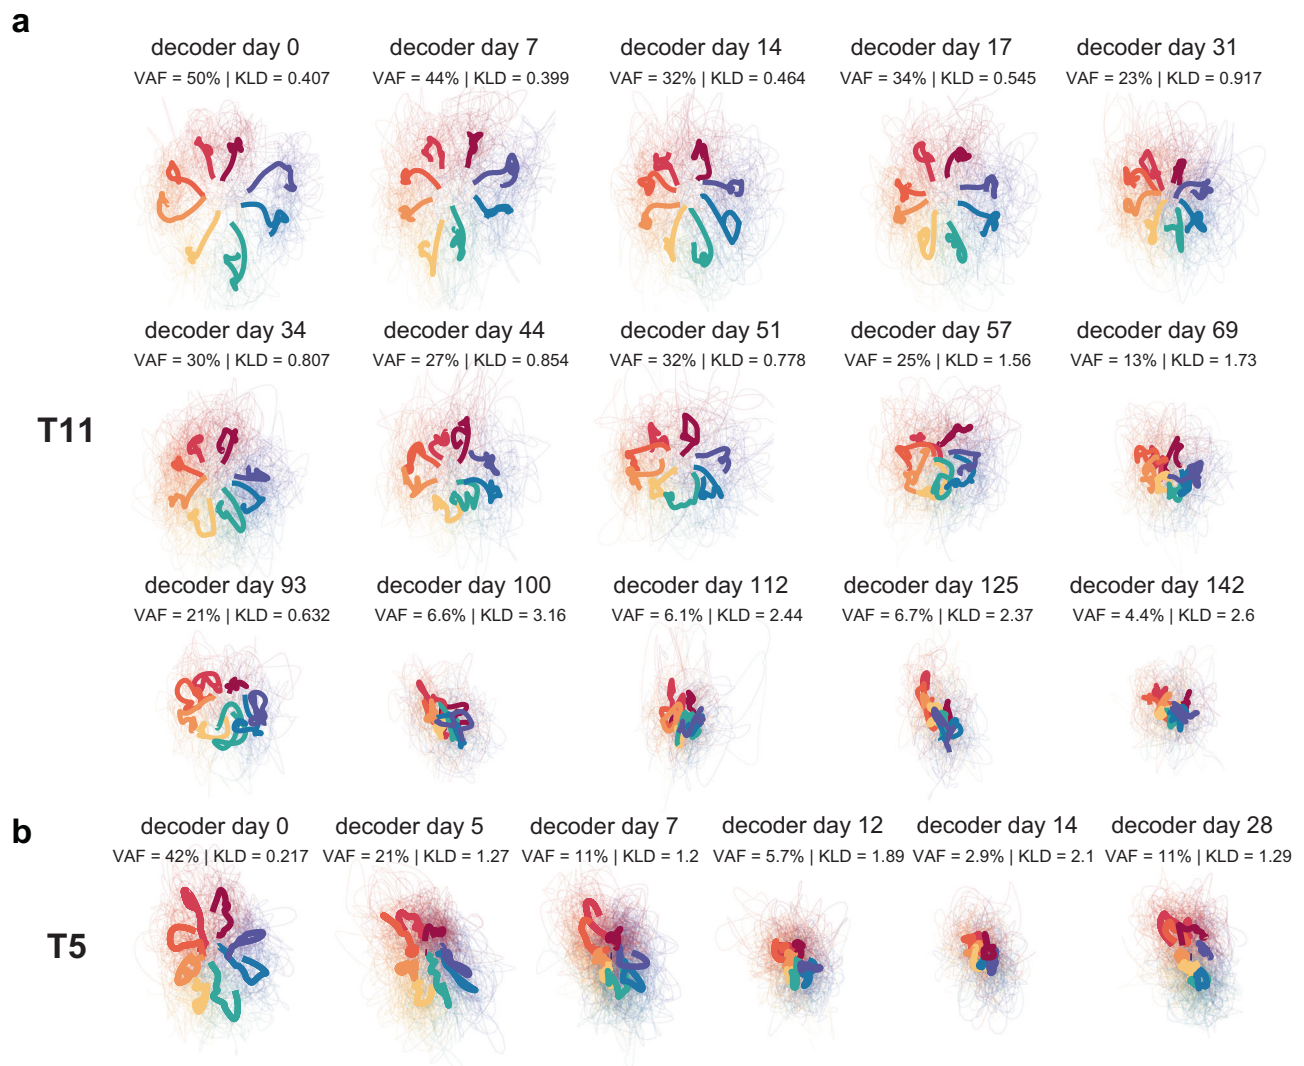 a
decoder day 0 decoder day 7 decoder day 14 decoder day 17 decoder day 31
VAF = 50% | KLD = 0.407 VAF = 44% | KLD = 0.399 VAF = 32% | KLD = 0.464 VAF = 34% | KLD = 0.545 VAF = 23% | KLD = 0.917
decoder day 34 decoder day 44 decoder day 51 decoder day 57 decoder day 69
VAF = 30% | KLD = 0.807 VAF = 27% | KLD = 0.854 VAF = 32% | KLD = 0.778 VAF = 25% | KLD = 1.56 VAF = 13% | KLD = 1.73
T11
decoder day 93 decoder day 100 decoder day 112 decoder day 125 decoder day 142
VAF = 21% | KLD = 0.632 VAF = 6.6% | KLD = 3.16 VAF = 6.1% | KLD = 2.44 VAF = 6.7% | KLD = 2.37 VAF = 4.4% | KLD = 2.6
b
decoder day 0 decoder day 5 decoder day 7 decoder day 12 decoder day 14 decoder day 28
VAF = 42% | KLD = 0.217 VAF = 21% | KLD = 1.27 VAF = 11% | KLD = 1.2 VAF = 5.7% | KLD = 1.89 VAF = 2.9% | KLD = 2.1 VAF = 11% | KLD = 1.29
T5